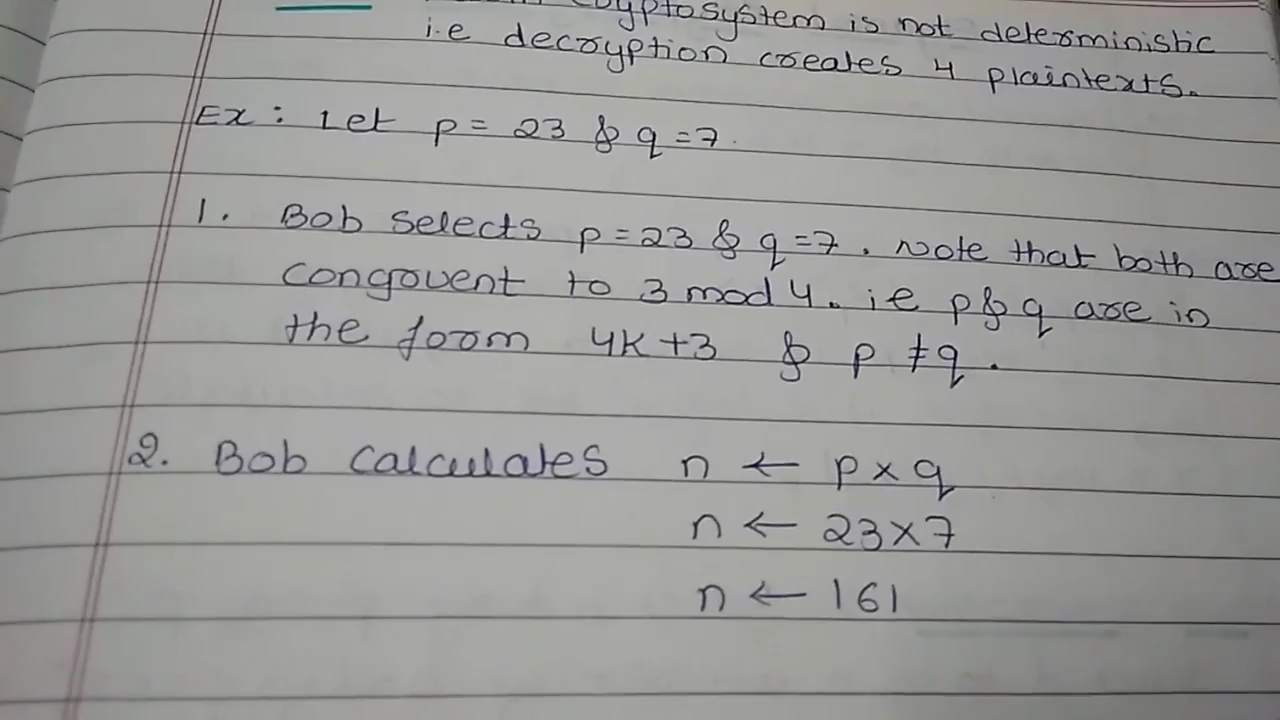 cryptosystem is not deterministic
i.e decryption creates 4 plaintexts.
Ex : Let p = 23 & q = 7.
1. Bob selects p = 23 & q = 7. Note that both are
congruent to 3 mod 4. ie p & q are in
the form 4K + 3 & p ≠ q.
2. Bob calculates n ← p × q
n ← 23 × 7
n ← 161